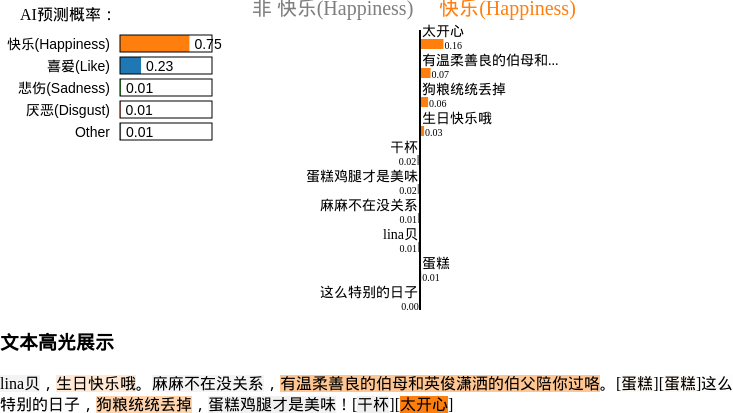 AI预测概率：
快乐(Happiness) 0.75
喜爱(Like) 0.23
悲伤(Sadness) 0.01
厌恶(Disgust) 0.01
Other 0.01
非 快乐(Happiness) 快乐(Happiness)
太开心
0.16
有温柔善良的伯母和...
0.07
狗粮统统丢掉
0.06
生日快乐哦
0.03
干杯
0.02
蛋糕鸡腿才是美味
0.02
麻麻不在没关系
0.01
lina贝
0.01
蛋糕
0.01
这么特别的日子
0.00
文本高光展示
lina贝，生日快乐哦。麻麻不在没关系，有温柔善良的伯母和英俊潇洒的伯父陪你过咯。[蛋糕][蛋糕]这么
特别的日子，狗粮统统丢掉，蛋糕鸡腿才是美味！[干杯][太开心]